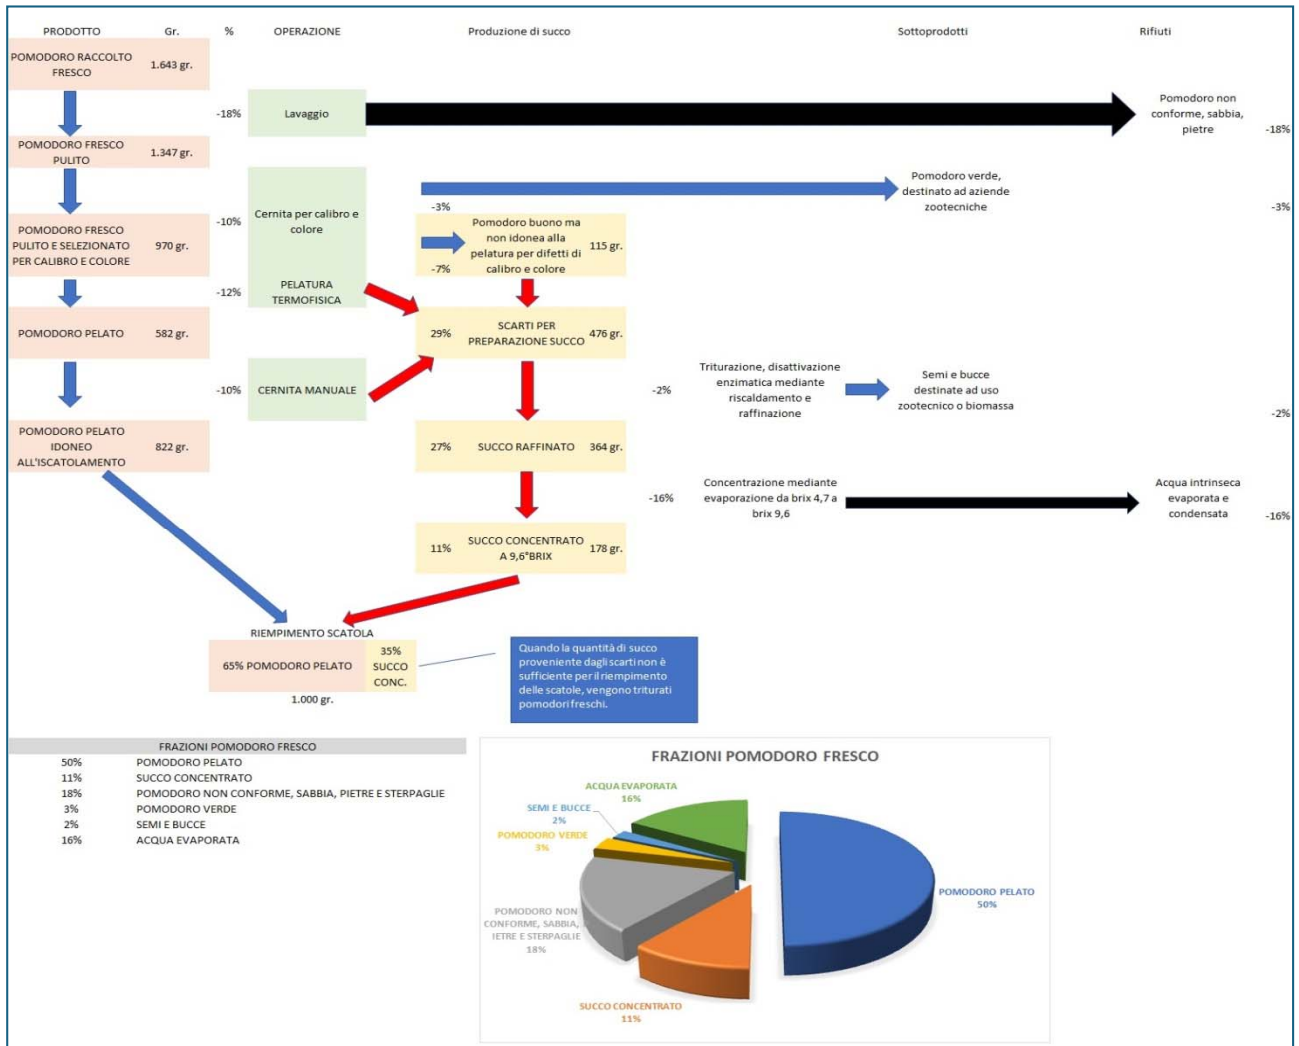 PRODOTTO Gr. % OPERAZIONE Produzione di succo Sottoprodotti Rifiuti
POMODORO RACCOLTO
FRESCO
1.643 gr.
-18%
Lavaggio
Pomodoro non
conforme, sabbia,
pietre
-18%
POMODORO FRESCO
PULITO
1.347 gr.
Pomodoro verde,
destinato ad aziende
zootecniche
-3%
-3%
-10%
Cernita per calibro e
colore
POMODORO FRESCO
PULITO E SELEZIONATO
PER CALIBRO E COLORE
970 gr.
Pomodoro buono ma
non idonea alla
pelatura per difetti di
calibro e colore
115 gr.
-7%
-12%
PELATURA
TERMOFISICA
POMODORO PELATO
582 gr.
29%
SCARTI PER
PREPARAZIONE SUCCO
476 gr.
-10%
CERNITA MANUALE
-2%
Triturazione, disattivazione
enzimatica mediante
riscaldamento e
raffinazione
Semi e bucce
destinate ad uso
zootecnico o biomassa
-2%
POMODORO PELATO
IDONEO
ALL'ISCATOLAMENTO
822 gr.
27%
SUCCO RAFFINATO
364 gr.
-16%
Concentrazione mediante
evaporazione da brix 4,7 a
brix 9,6
Acqua intrinseca
evaporata e
condensata
-16%
11%
SUCCO CONCENTRATO
A 9,6°BRIX
178 gr.
RIEMPIMENTO SCATOLA
65% POMODORO PELATO
35%
SUCCO
CONC.
1.000 gr.
Quando la quantità di succo
proveniente dagli scarti non è
sufficiente per il riempimento
delle scatole, vengono triturati
pomodori freschi.
FRAZIONI POMODORO FRESCO
50% POMODORO PELATO
11% SUCCO CONCENTRATO
18% POMODORO NON CONFORME, SABBIA, PIETRE E STERPAGLIE
3% POMODORO VERDE
2% SEMI E BUCCE
16% ACQUA EVAPORATA
FRAZIONI POMODORO FRESCO
ACQUA EVAPORATA
16%
SEMI E BUCCE
2%
POMODORO VERDE
3%
POMODORO PELATO
50%
POMODORO NON
CONFORME, SABBIA,
IETRE E STERPAGLIE
18%
SUCCO CONCENTRATO
11%